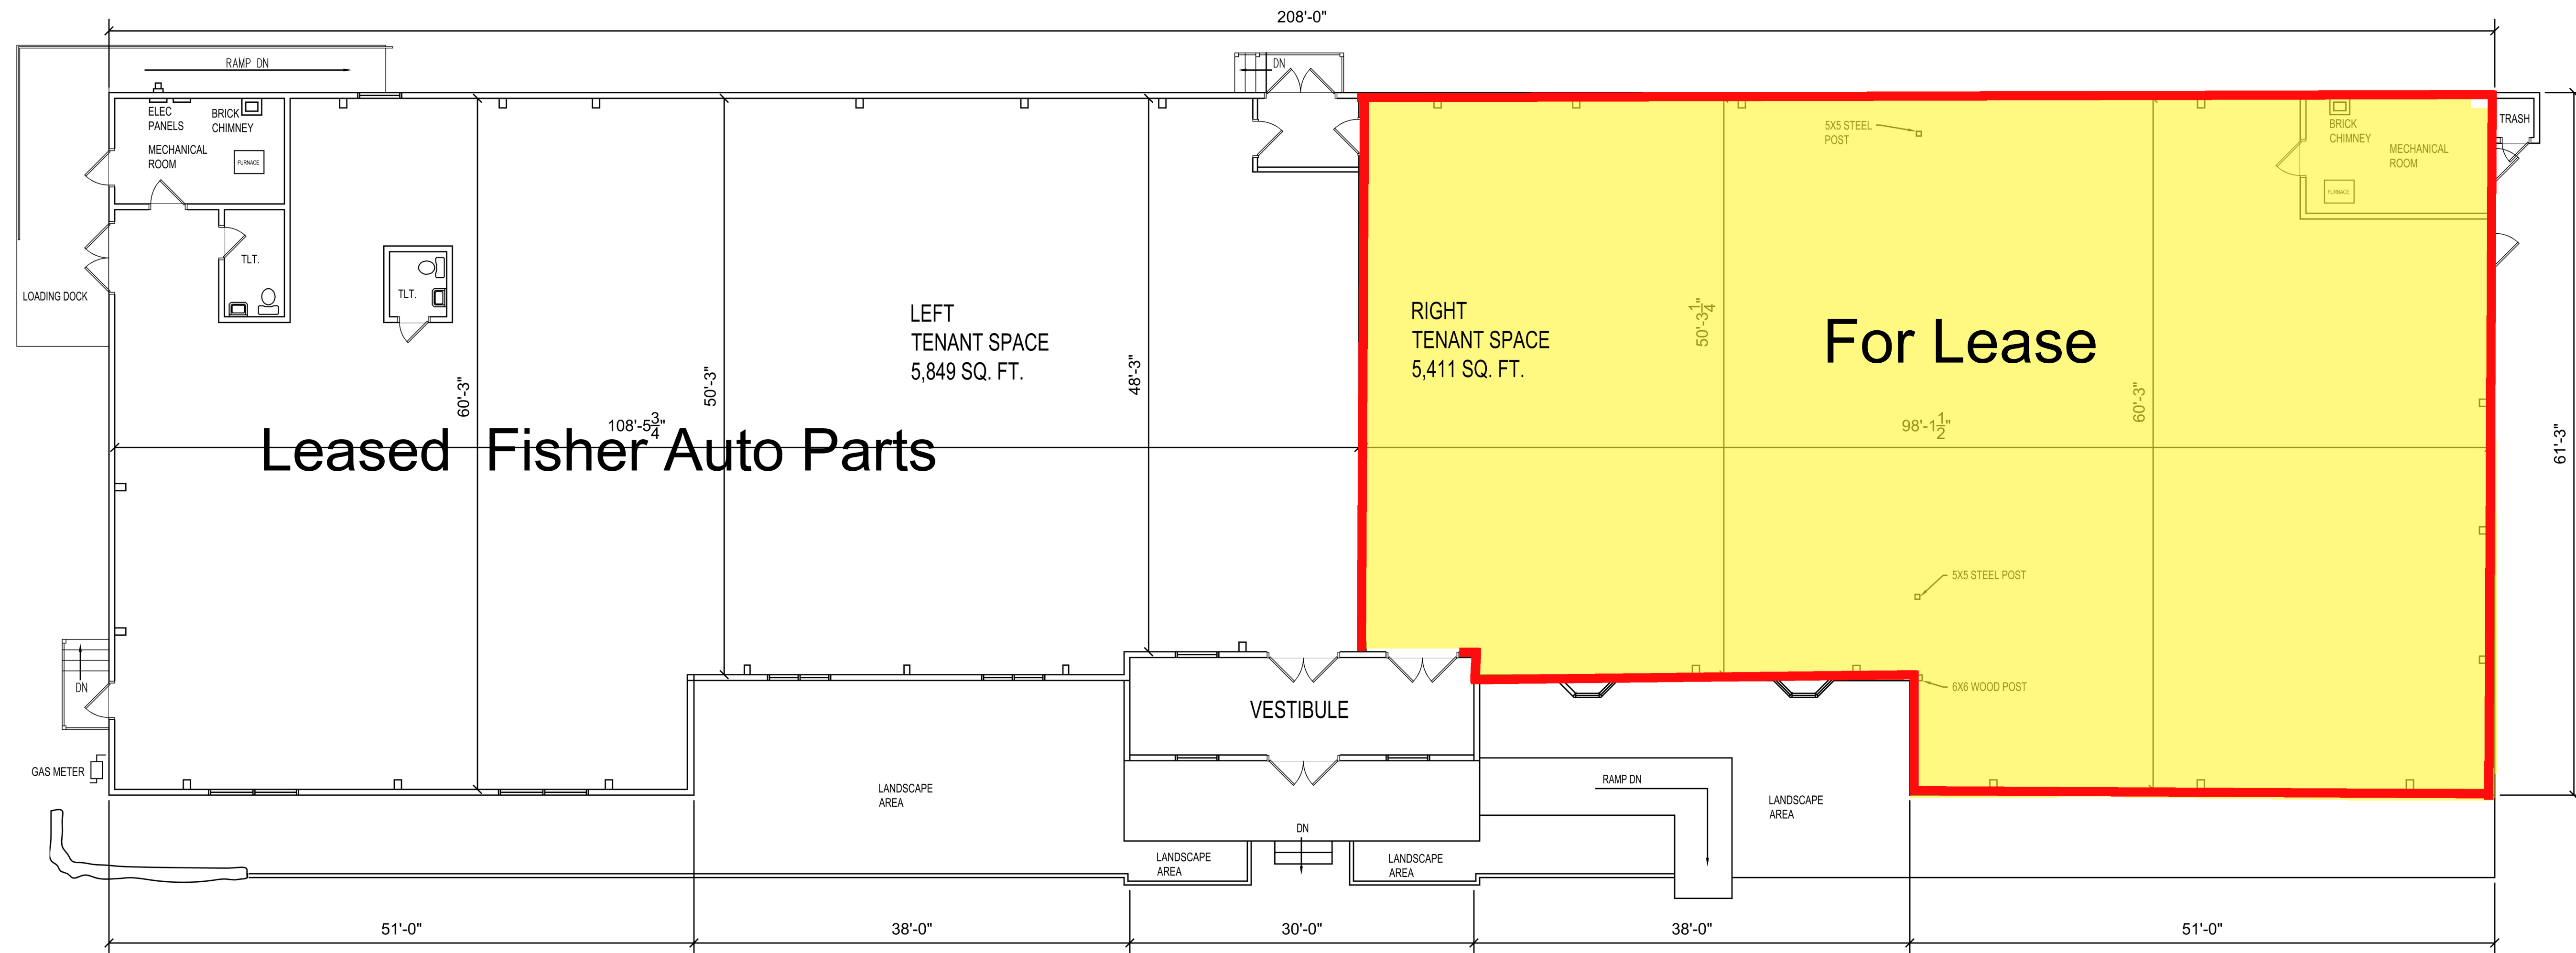 208'-0"
RAMP DN
DN
ELEC
PANELS
BRICK
CHIMNEY
MECHANICAL
ROOM
FURNACE
TLT.
TLT.
LOADING DOCK
LEFT
TENANT SPACE
5,849 SQ. FT.
60'-3"
50'-3"
48'-3"
108'-5 3/4"
Leased Fisher Auto Parts
RIGHT
TENANT SPACE
5,411 SQ. FT.
50'-3 1/4"
For Lease
5X5 STEEL
POST
BRICK
CHIMNEY
MECHANICAL
ROOM
FURNACE
TRASH
60'-3"
98'-1 1/2"
61'-3"
5X5 STEEL POST
6X6 WOOD POST
DN
GAS METER
VESTIBULE
LANDSCAPE
AREA
RAMP DN
LANDSCAPE
AREA
DN
LANDSCAPE
AREA
LANDSCAPE
AREA
51'-0"
38'-0"
30'-0"
38'-0"
51'-0"